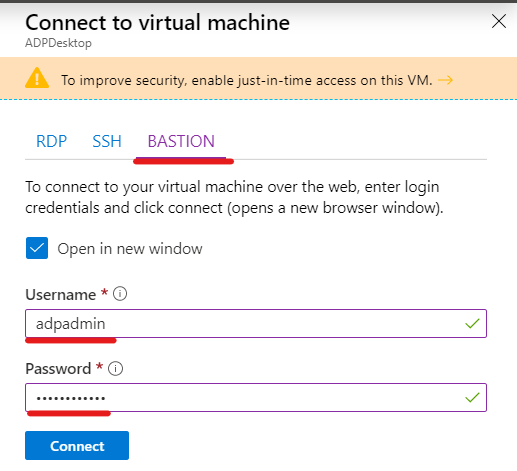 Connect to virtual machine
ADPDesktop
To improve security, enable just-in-time access on this VM. →
RDP SSH BASTION
To connect to your virtual machine over the web, enter login
credentials and click connect (opens a new browser window).
Open in new window
Username *
adpadmin
Password *
••••••••••••
Connect